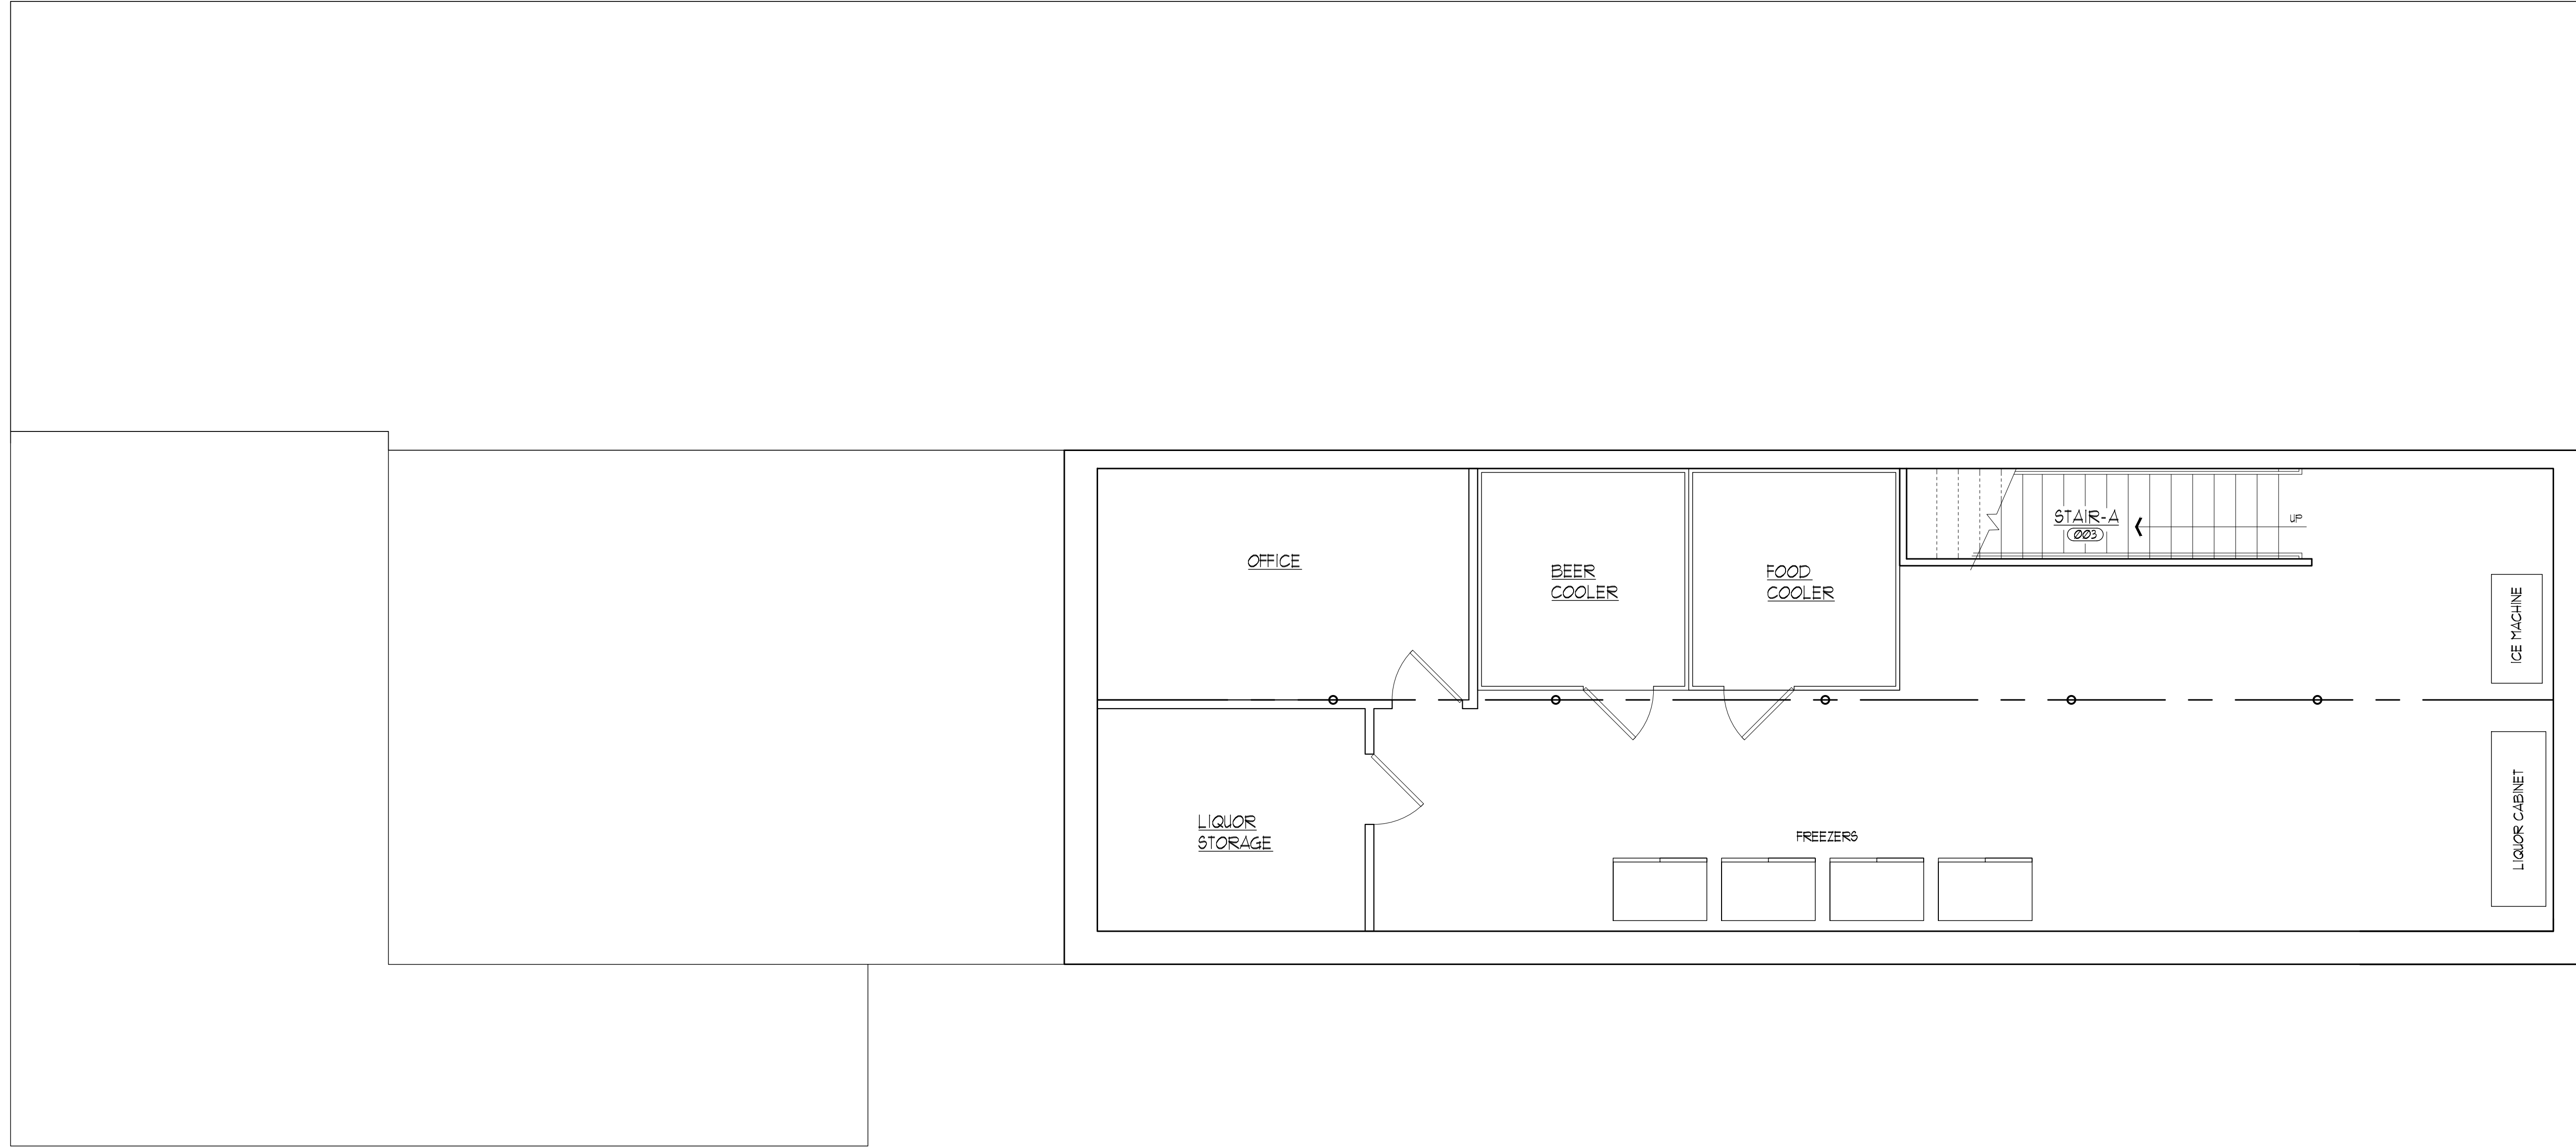 STAIR-A
003
UP
OFFICE
BEER
COOLER
FOOD
COOLER
ICE MACHINE
LIQUOR
STORAGE
FREEZERS
LIQUOR CABINET